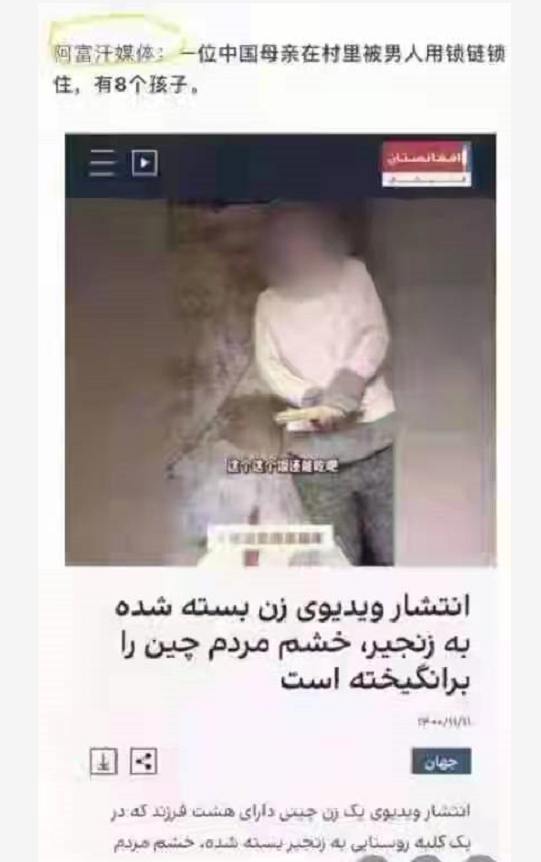 阿富汗媒体：一位中国母亲在村里被男人用锁链锁
住，有8个孩子。
افغانستان
这个这个饭还能吃吧
انتشار ویدیوی زن بسته شده
به زنجیر، خشم مردم چین را
برانگیخته است
۱۴۰۰/۱۱/۱۱
جهان
انتشار ویدیوی یک زن چینی دارای هشت فرزند که در
یک کلبه روستایی به زنجیر بسته شده، خشم مردم